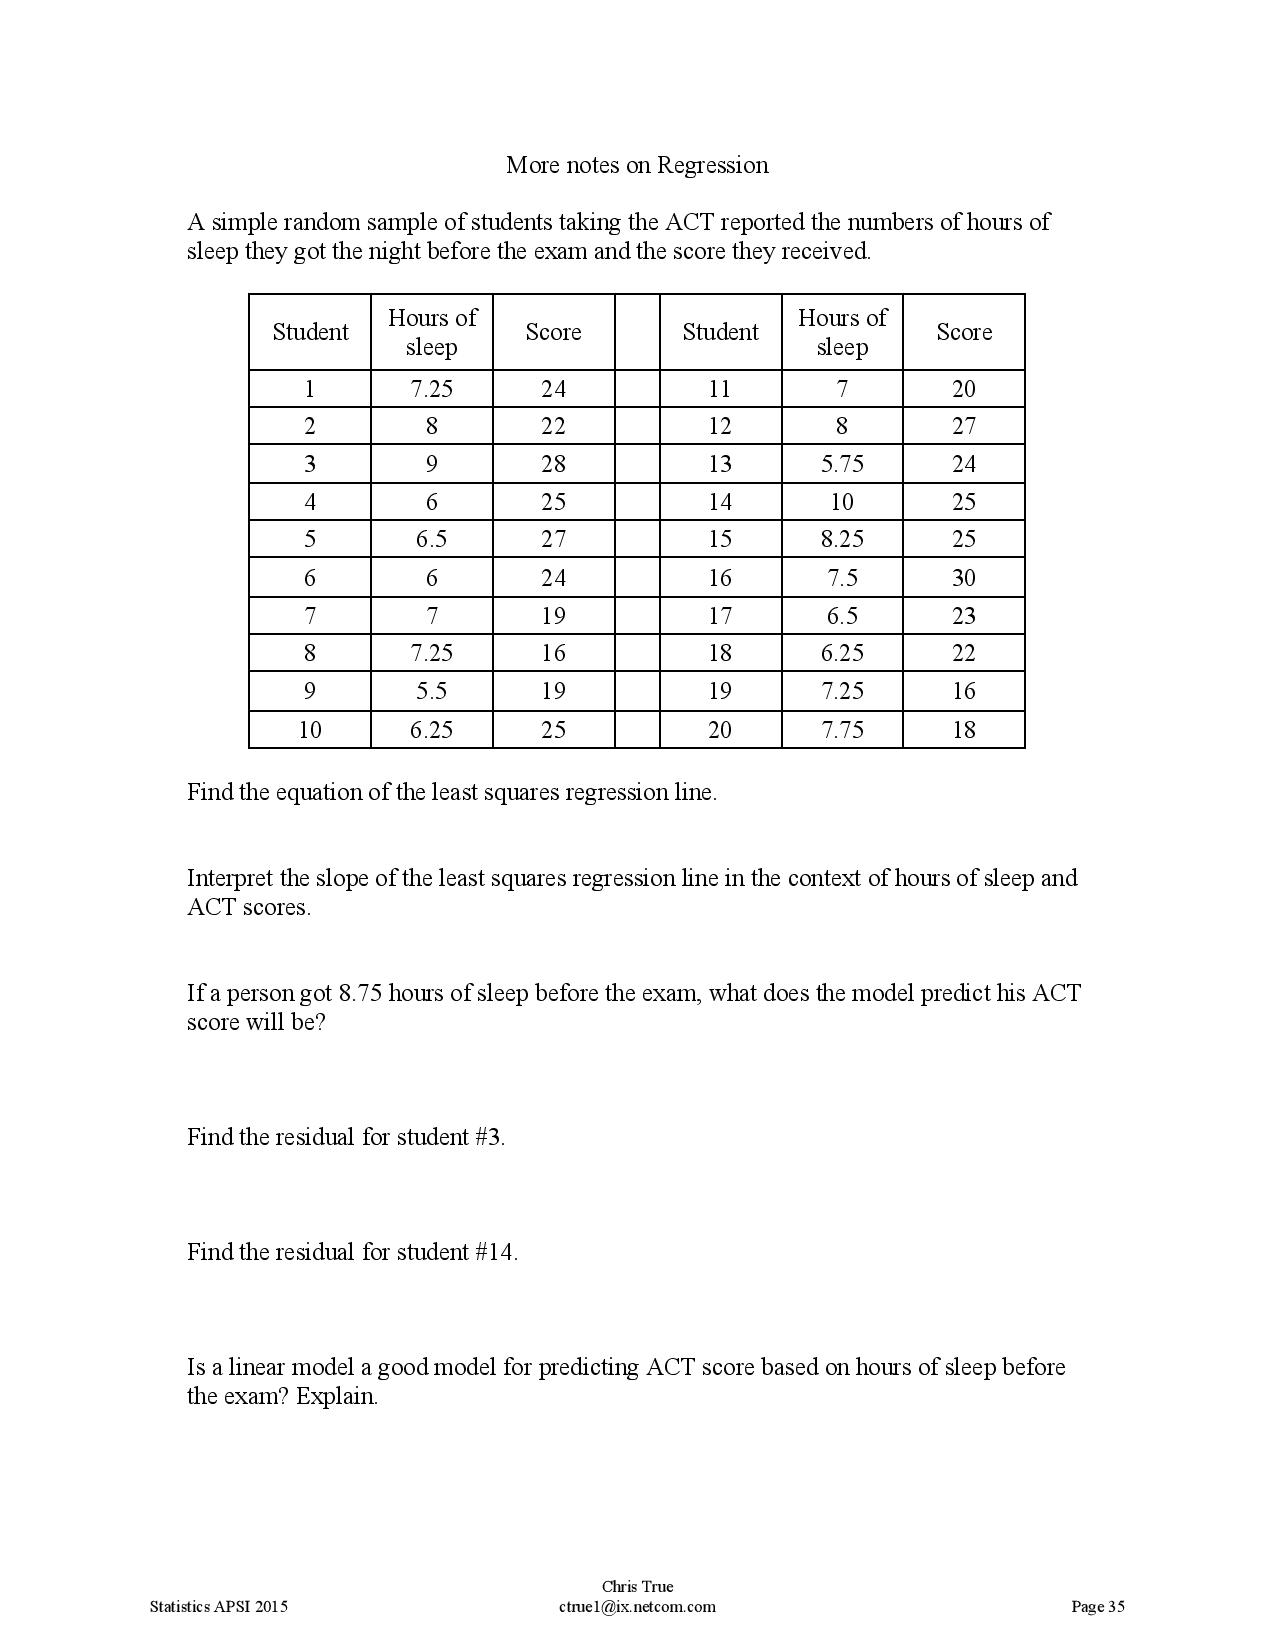 More notes on Regression
A simple random sample of students taking the ACT reported the numbers of hours of
sleep they got the night before the exam and the score they received.
Student Hours of sleep Score Student Hours of sleep Score
1 7.25 24 11 7 20
2 8 22 12 8 27
3 9 28 13 5.75 24
4 6 25 14 10 25
5 6.5 27 15 8.25 25
6 6 24 16 7.5 30
7 7 19 17 6.5 23
8 7.25 16 18 6.25 22
9 5.5 19 19 7.25 16
10 6.25 25 20 7.75 18
Find the equation of the least squares regression line.
Interpret the slope of the least squares regression line in the context of hours of sleep and
ACT scores.
If a person got 8.75 hours of sleep before the exam, what does the model predict his ACT
score will be?
Find the residual for student #3.
Find the residual for student #14.
Is a linear model a good model for predicting ACT score based on hours of sleep before
the exam? Explain.
Chris True
Statistics APSI 2015 ctrue1@ix.netcom.com Page 35